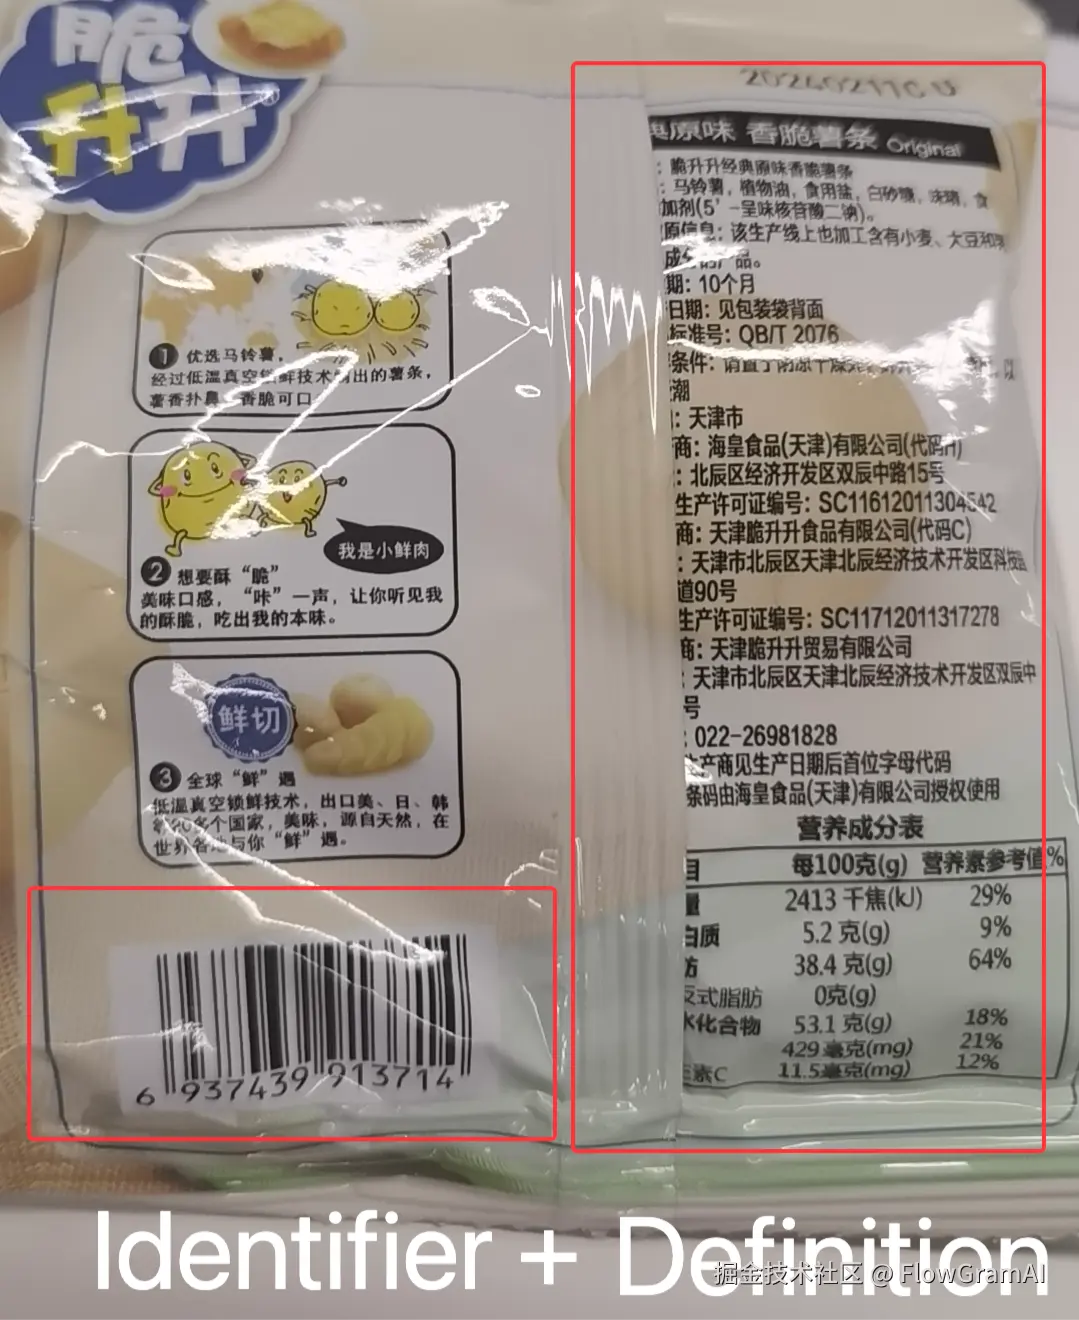 脆
升升®
❶ 优选马铃薯，
经过低温真空锁鲜技术制出的薯条，
薯香扑鼻，香脆可口
我是小鲜肉
❷ 想要酥“脆”
美味口感，“咔”一声，让你听见我
的酥脆，吃出我的本味。
鲜切
❸ 全球“鲜”遇
低温真空锁鲜技术，出口美、日、韩
多个国家，美味，源自天然，在
世界各地与你“鲜”遇。
6 937439 913714
原味 香脆薯条 Original
：脆升升经典原味香脆薯条
：马铃薯，植物油，食用盐，白砂糖，味精，食
加剂(5'-呈味核苷酸二钠)。
原信息：该生产线上也加工含有小麦、大豆和
成分的产品。
期：10个月
日期：见包装袋背面
标准号：QB/T 2076
条件：请置于阴凉干燥
潮
：天津市
商：海皇食品(天津)有限公司(代码H)
：北辰区经济开发区双辰中路15号
生产许可证编号：SC11612011304542
商：天津脆升升食品有限公司(代码C)
：天津市北辰区天津北辰经济技术开发区科技
道90号
生产许可证编号：SC11712011317278
商：天津脆升升贸易有限公司
：天津市北辰区天津北辰经济技术开发区双辰中
号
：022-26981828
生产商见生产日期后首位字母代码
条码由海皇食品(天津)有限公司授权使用
营养成分表
目 每100克(g) 营养素参考值%
量 2413 千焦(kJ) 29%
白质 5.2 克(g) 9%
肪 38.4 克(g) 64%
反式脂肪 0克(g)
水化合物 53.1 克(g) 18%
429 毫克(mg) 21%
素C 11.5毫克(mg) 12%
Identifier + Definition
掘金技术社区 @ FlowGramAI